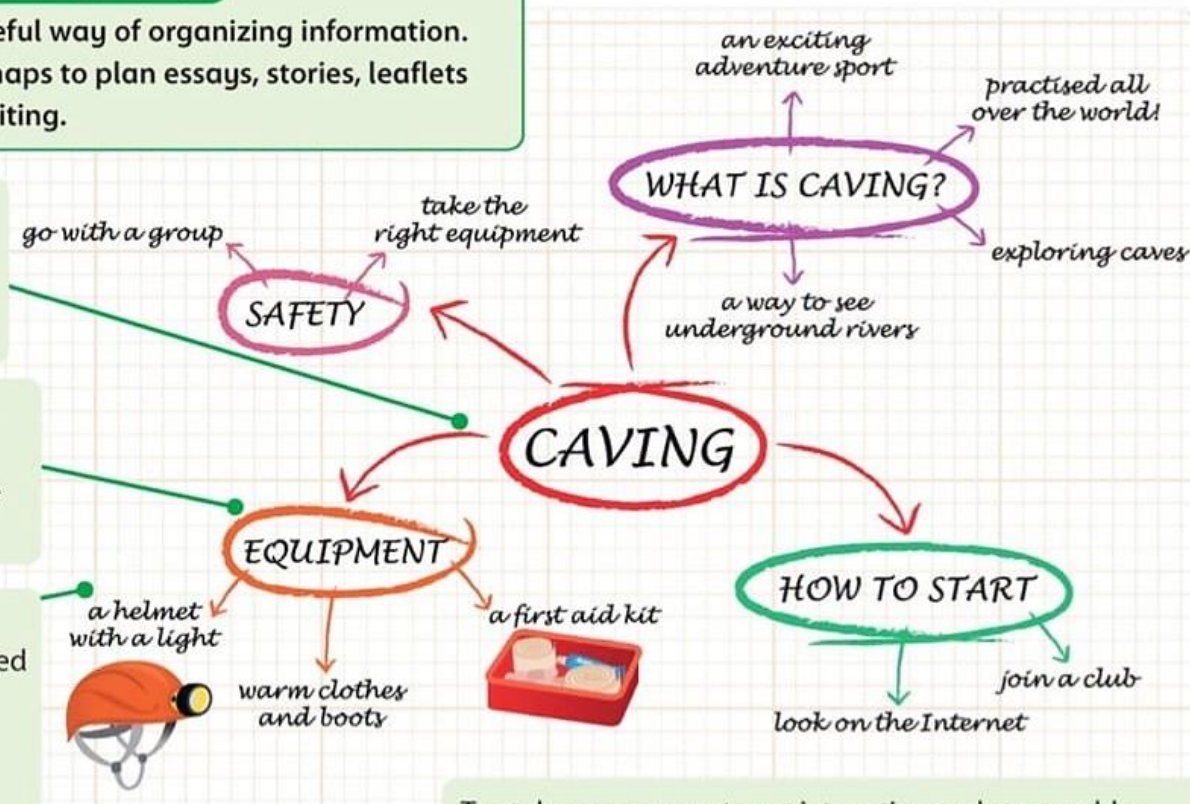 eful way of organizing information.
naps to plan essays, stories, leaflets
iting.
an exciting
adventure sport
practised all
over the world!
WHAT IS CAVING?
exploring caves
a way to see
underground rivers
go with a group
take the
right equipment
SAFETY
CAVING
EQUIPMENT
a helmet
with a light
warm clothes
and boots
a first aid kit
HOW TO START
join a club
look on the Internet
ed